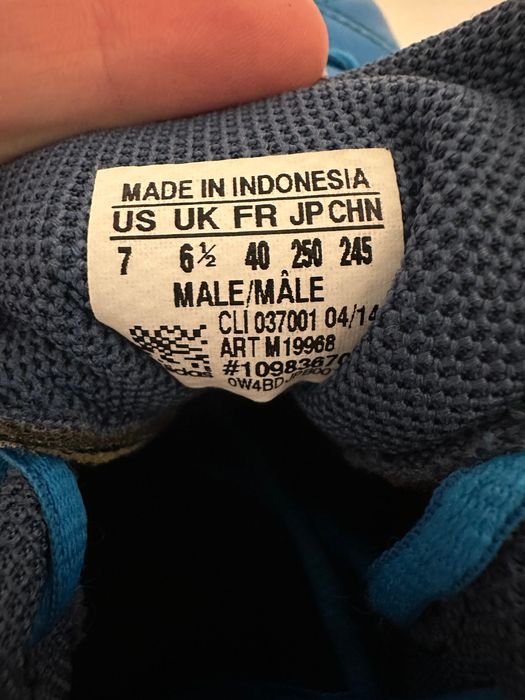 MADE IN INDONESIA
US UK FR JP CHN
7 6½ 40 250 245
MALE/MÂLE
CLI 037001 04/14
ART M19968
#10983670